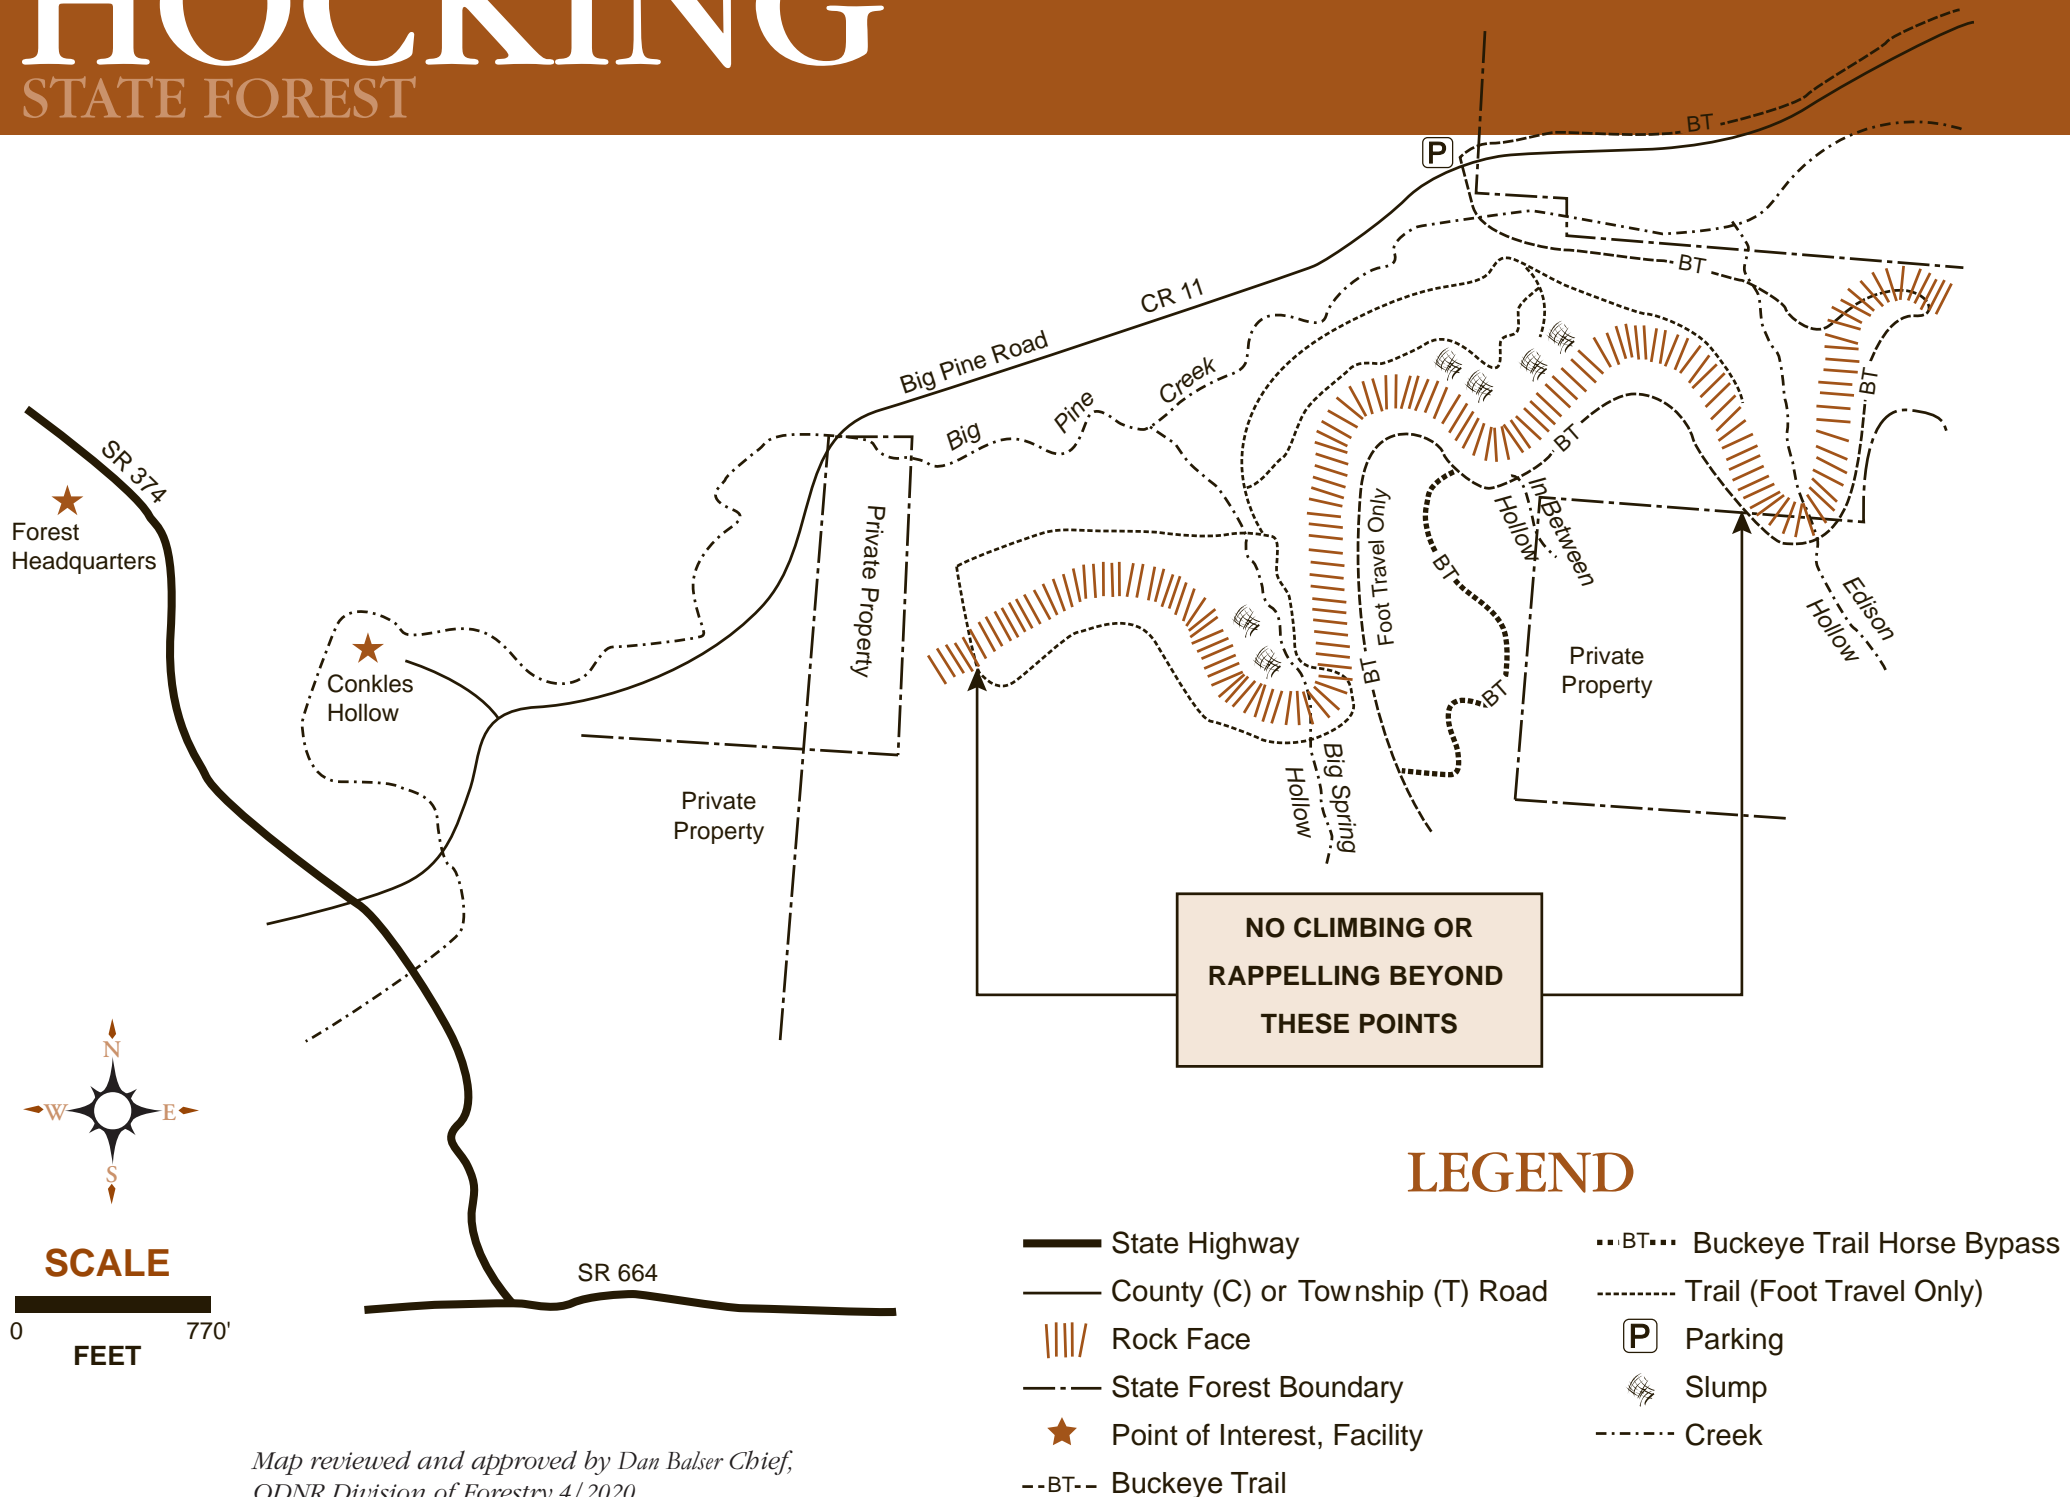 HOCKING
STATE FOREST
P
BT
BT
CR 11
Big Pine Road
Big Pine Creek
BT
BT
SR 374
Forest
Headquarters
Private Property
Foot Travel Only
In Between
Hollow
BT
Edison
Hollow
Conkles
Hollow
Private
Property
BT
BT
Big Spring
Hollow
Private
Property
NO CLIMBING OR
RAPPELLING BEYOND
THESE POINTS
N
W
E
S
SCALE
0
770'
FEET
SR 664
LEGEND
State Highway
County (C) or Township (T) Road
Rock Face
State Forest Boundary
Point of Interest, Facility
BT Buckeye Trail
BT Buckeye Trail Horse Bypass
Trail (Foot Travel Only)
P Parking
Slump
Creek
Map reviewed and approved by Dan Balser Chief,
ODNR Division of Forestry 4/2020